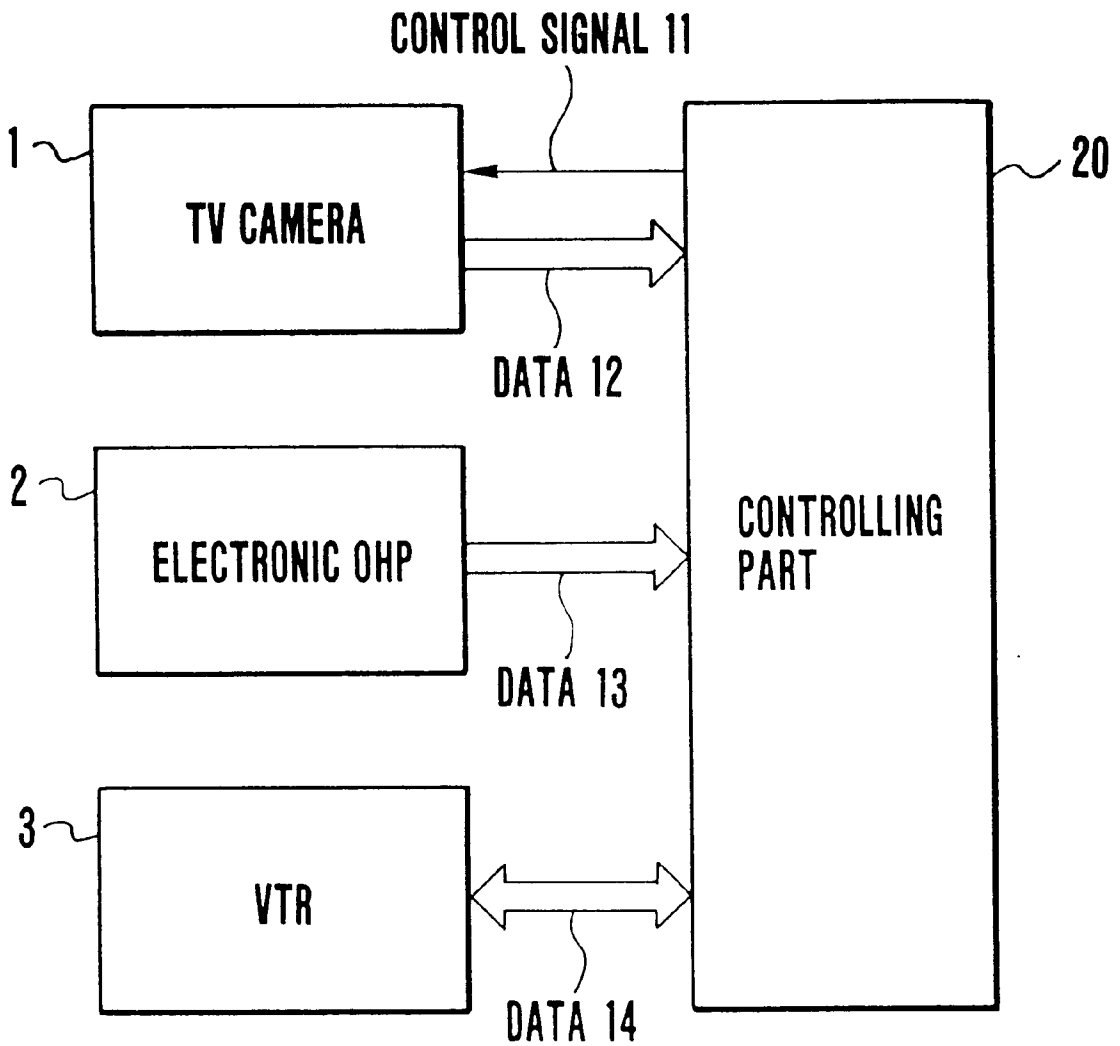 CONTROL SIGNAL 11
1
TV CAMERA
20
DATA 12
2
ELECTRONIC OHP
CONTROLLING
PART
DATA 13
3
VTR
DATA 14